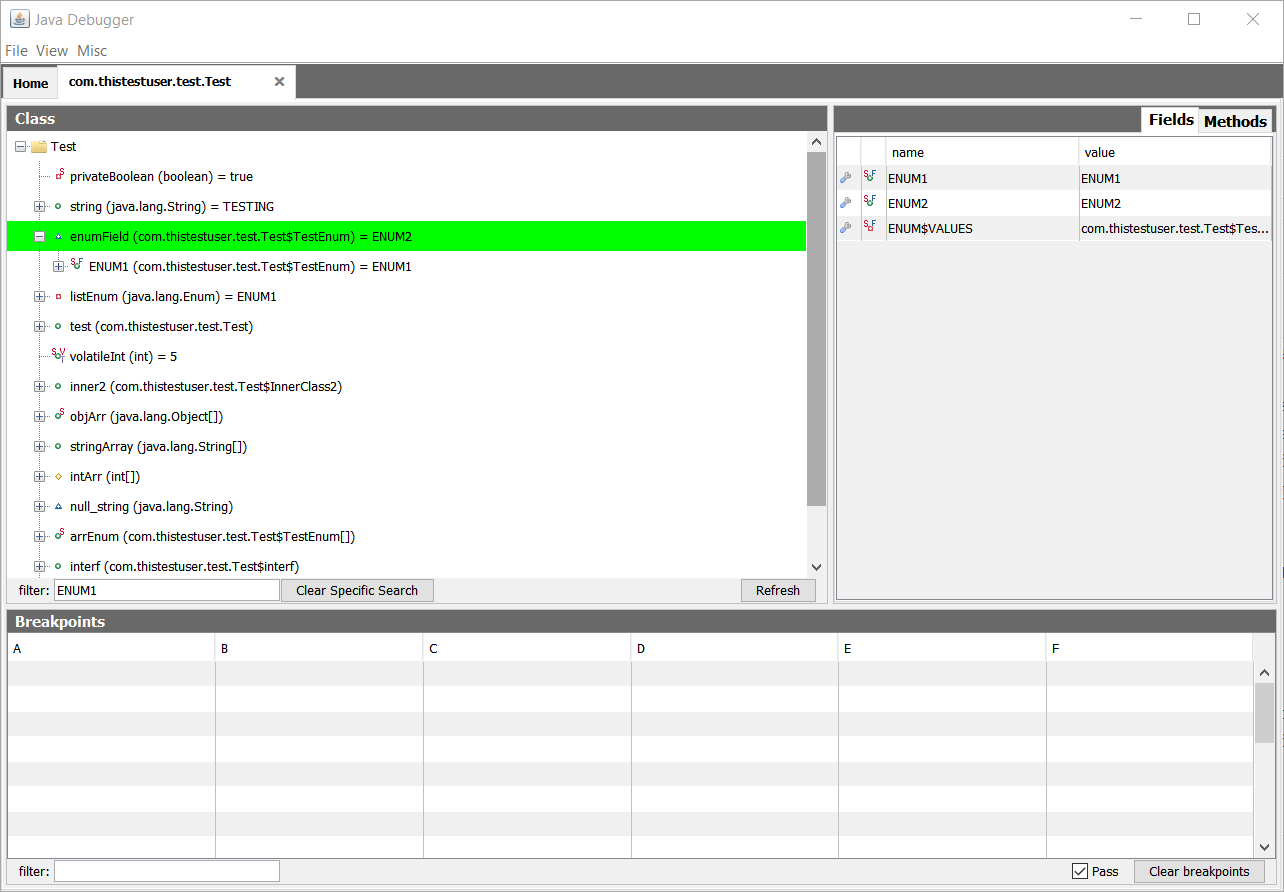 Java Debugger
File View Misc
Home com.thistestuser.test.Test
Class
Test
privateBoolean (boolean) = true
string (java.lang.String) = TESTING
enumField (com.thistestuser.test.Test$TestEnum) = ENUM2
ENUM1 (com.thistestuser.test.Test$TestEnum) = ENUM1
listEnum (java.lang.Enum) = ENUM1
test (com.thistestuser.test.Test)
volatileInt (int) = 5
inner2 (com.thistestuser.test.Test$InnerClass2)
objArr (java.lang.Object[])
stringArray (java.lang.String[])
intArr (int[])
null_string (java.lang.String)
arrEnum (com.thistestuser.test.Test$TestEnum[])
interf (com.thistestuser.test.Test$interf)
filter: ENUM1 Clear Specific Search Refresh
Fields Methods
name value
ENUM1 ENUM1
ENUM2 ENUM2
ENUM$VALUES com.thistestuser.test.Test$Tes...
Breakpoints
A B C D E F
filter: Pass Clear breakpoints